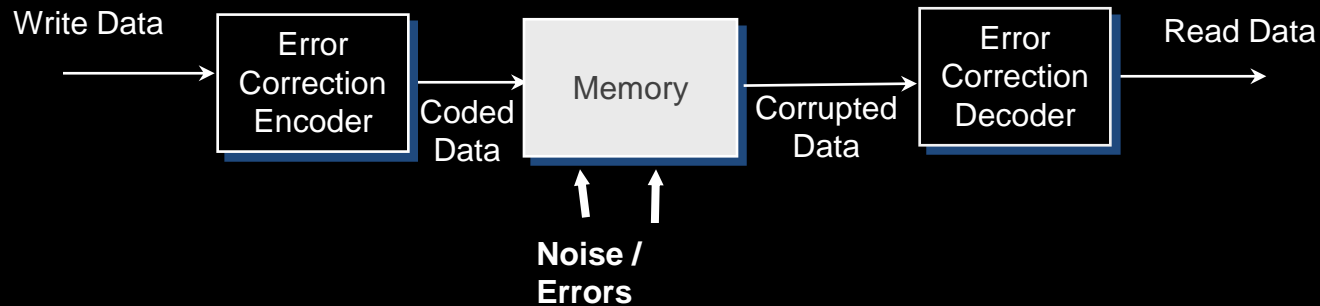 Write Data
Error
Correction
Encoder
Coded
Data
Memory
Corrupted
Data
Error
Correction
Decoder
Read Data
Noise /
Errors